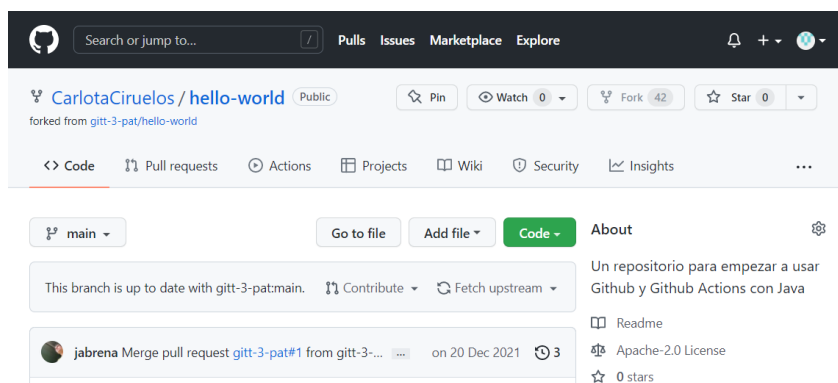 Search or jump to... / Pulls Issues Marketplace Explore
CarlotaCiruelos / hello-world Public Pin Watch 0 Fork 42 Star 0
forked from gitt-3-pat/hello-world
Code Pull requests Actions Projects Wiki Security Insights ...
main Go to file Add file Code About
Un repositorio para empezar a usar
Github y Github Actions con Java
This branch is up to date with gitt-3-pat:main. Contribute Fetch upstream
Readme
jabrena Merge pull request gitt-3-pat#1 from gitt-3-... ... on 20 Dec 2021 3
Apache-2.0 License
0 stars